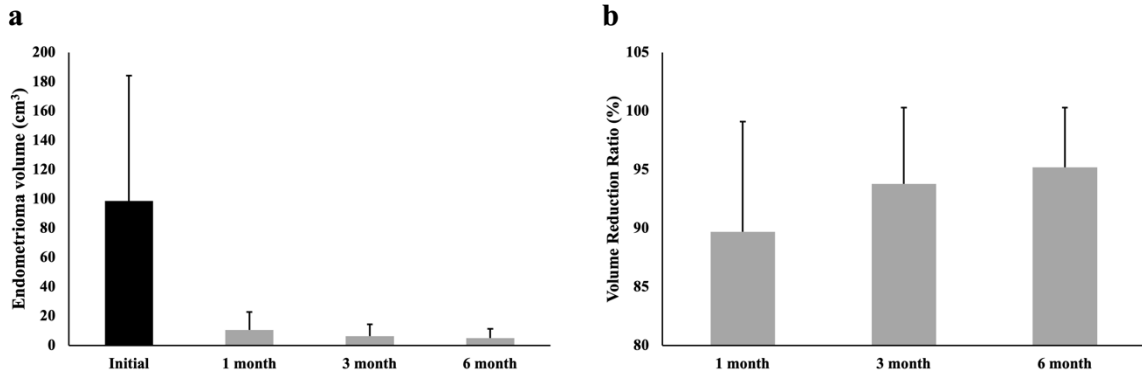 a
Endometrioma volume (cm³)
200
180
160
140
120
100
80
60
40
20
0
Initial 1 month 3 month 6 month
b
Volume Reduction Ratio (%)
105
100
95
90
85
80
1 month 3 month 6 month